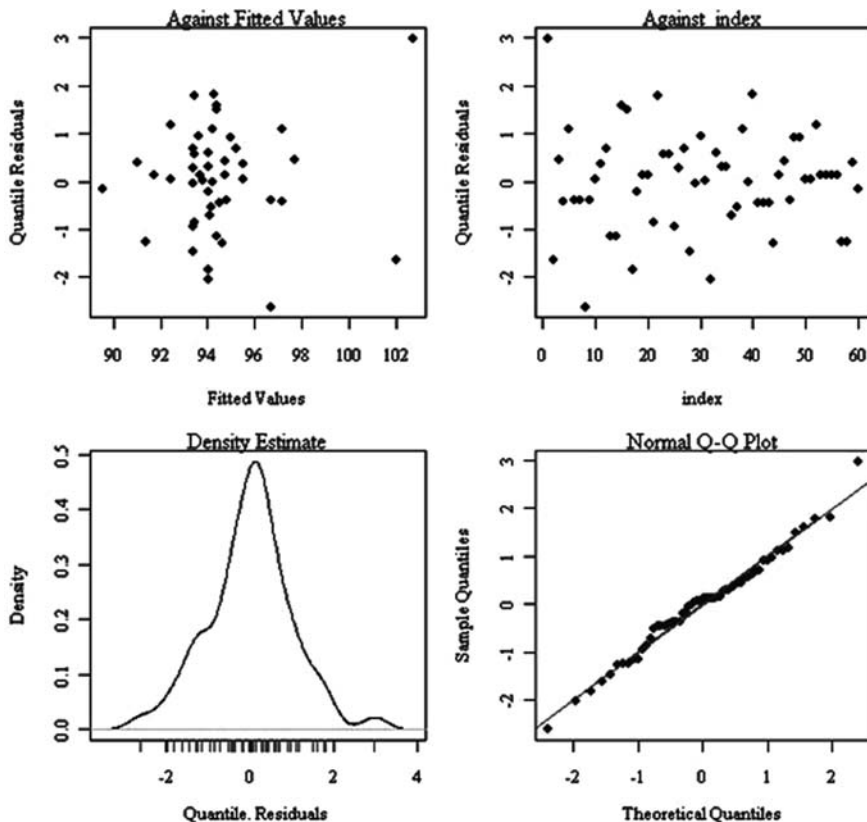 Against Fitted Values
Quantile Residuals
3
2
1
0
-1
-2
90 92 94 96 98 100 102
Fitted Values
Against index
Quantile Residuals
3
2
1
0
-1
-2
0 10 20 30 40 50 60
index
Density Estimate
Density
0.5
0.4
0.3
0.2
0.1
0.0
-2 0 2 4
Quantile. Residuals
Normal Q-Q Plot
Sample Quantiles
3
2
1
0
-1
-2
-2 -1 0 1 2
Theoretical Quantiles